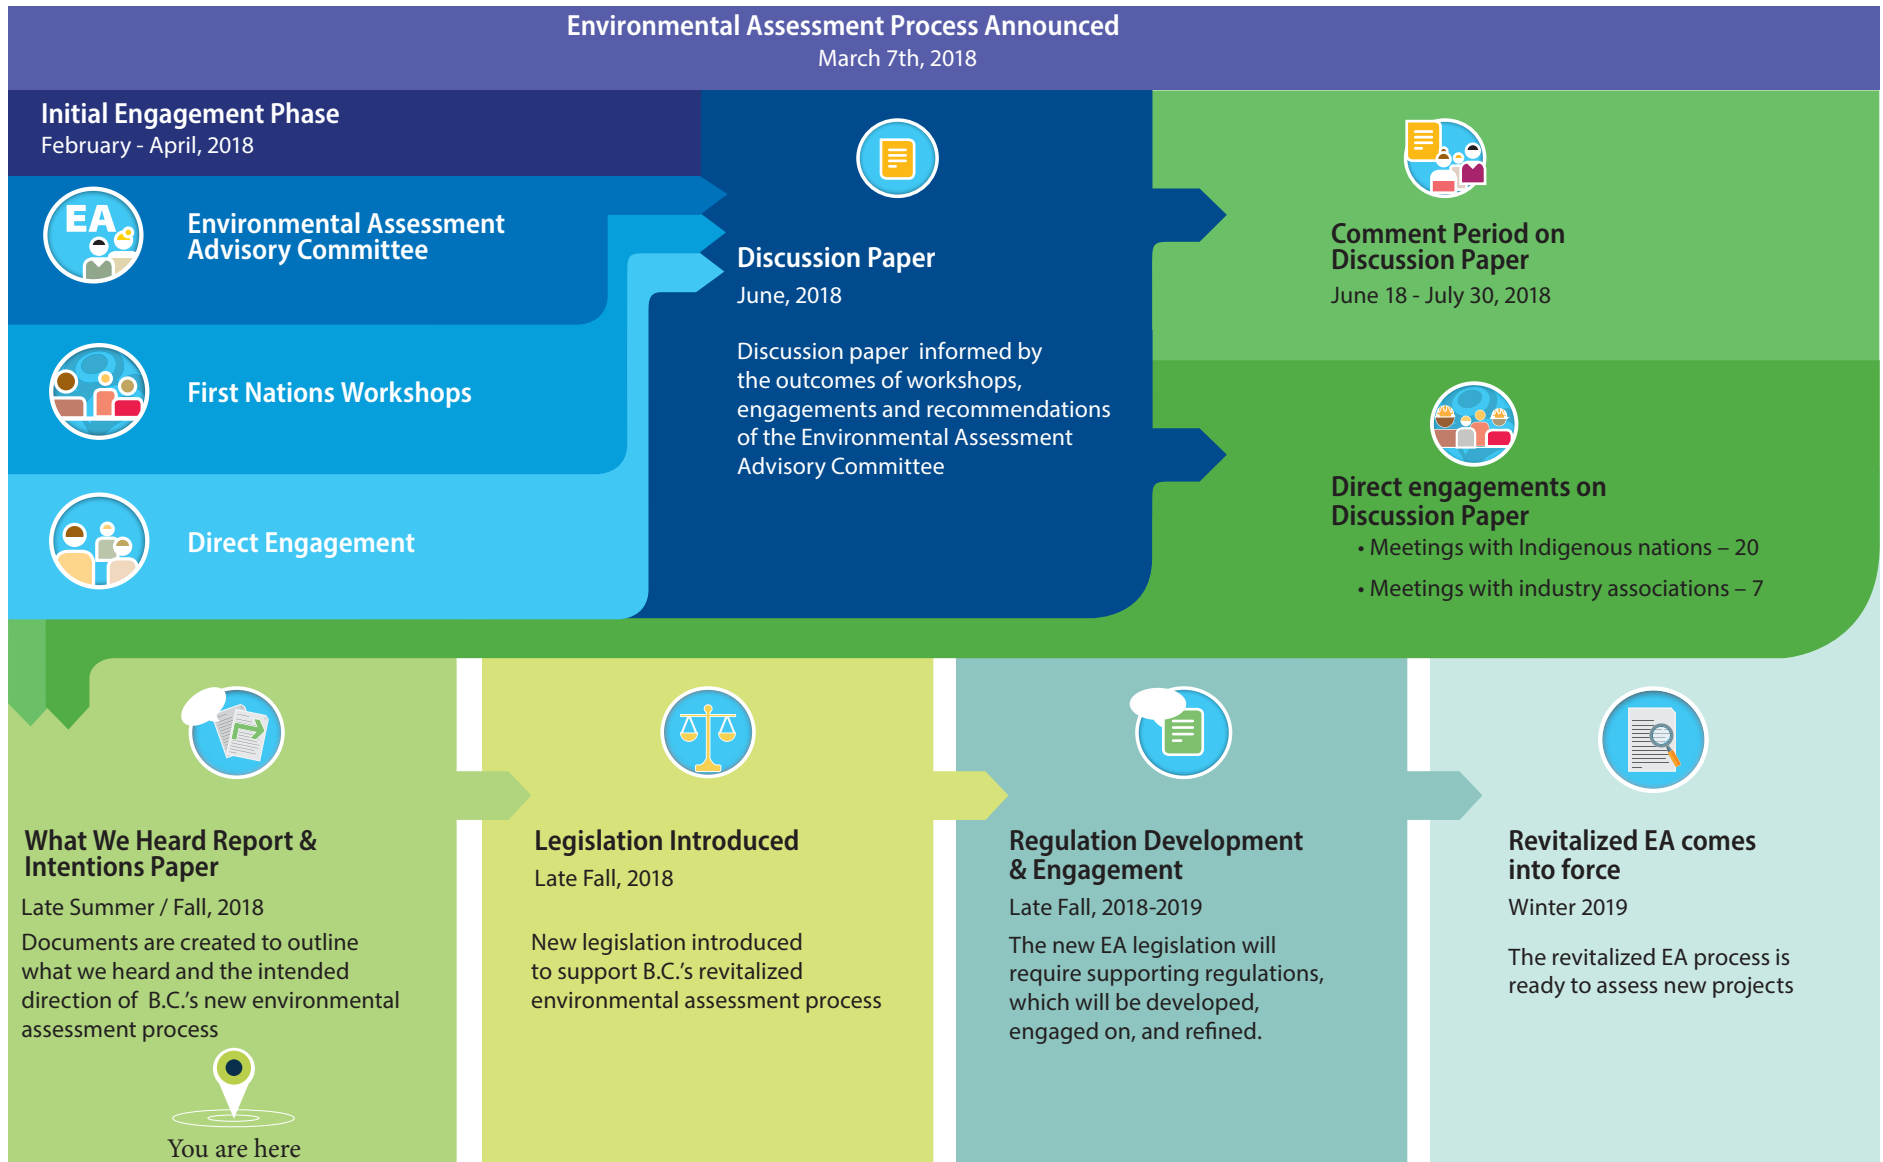 Environmental Assessment Process Announced
March 7th, 2018
Initial Engagement Phase
February - April, 2018
EA
Environmental Assessment
Advisory Committee
First Nations Workshops
Direct Engagement
Discussion Paper
June, 2018
Discussion paper informed by
the outcomes of workshops,
engagements and recommendations
of the Environmental Assessment
Advisory Committee
Comment Period on
Discussion Paper
June 18 - July 30, 2018
Direct engagements on
Discussion Paper
• Meetings with Indigenous nations – 20
• Meetings with industry associations – 7
What We Heard Report &
Intentions Paper
Late Summer / Fall, 2018
Documents are created to outline
what we heard and the intended
direction of B.C.'s new environmental
assessment process
You are here
Legislation Introduced
Late Fall, 2018
New legislation introduced
to support B.C.'s revitalized
environmental assessment process
Regulation Development
& Engagement
Late Fall, 2018-2019
The new EA legislation will
require supporting regulations,
which will be developed,
engaged on, and refined.
Revitalized EA comes
into force
Winter 2019
The revitalized EA process is
ready to assess new projects